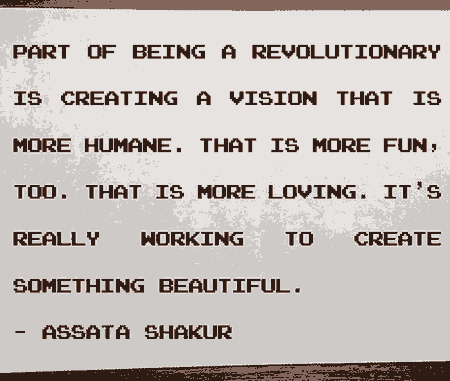 PART OF BEING A REVOLUTIONARY
IS CREATING A VISION THAT IS
MORE HUMANE. THAT IS MORE FUN,
TOO. THAT IS MORE LOVING. IT'S
REALLY WORKING TO CREATE
SOMETHING BEAUTIFUL.
- ASSATA SHAKUR